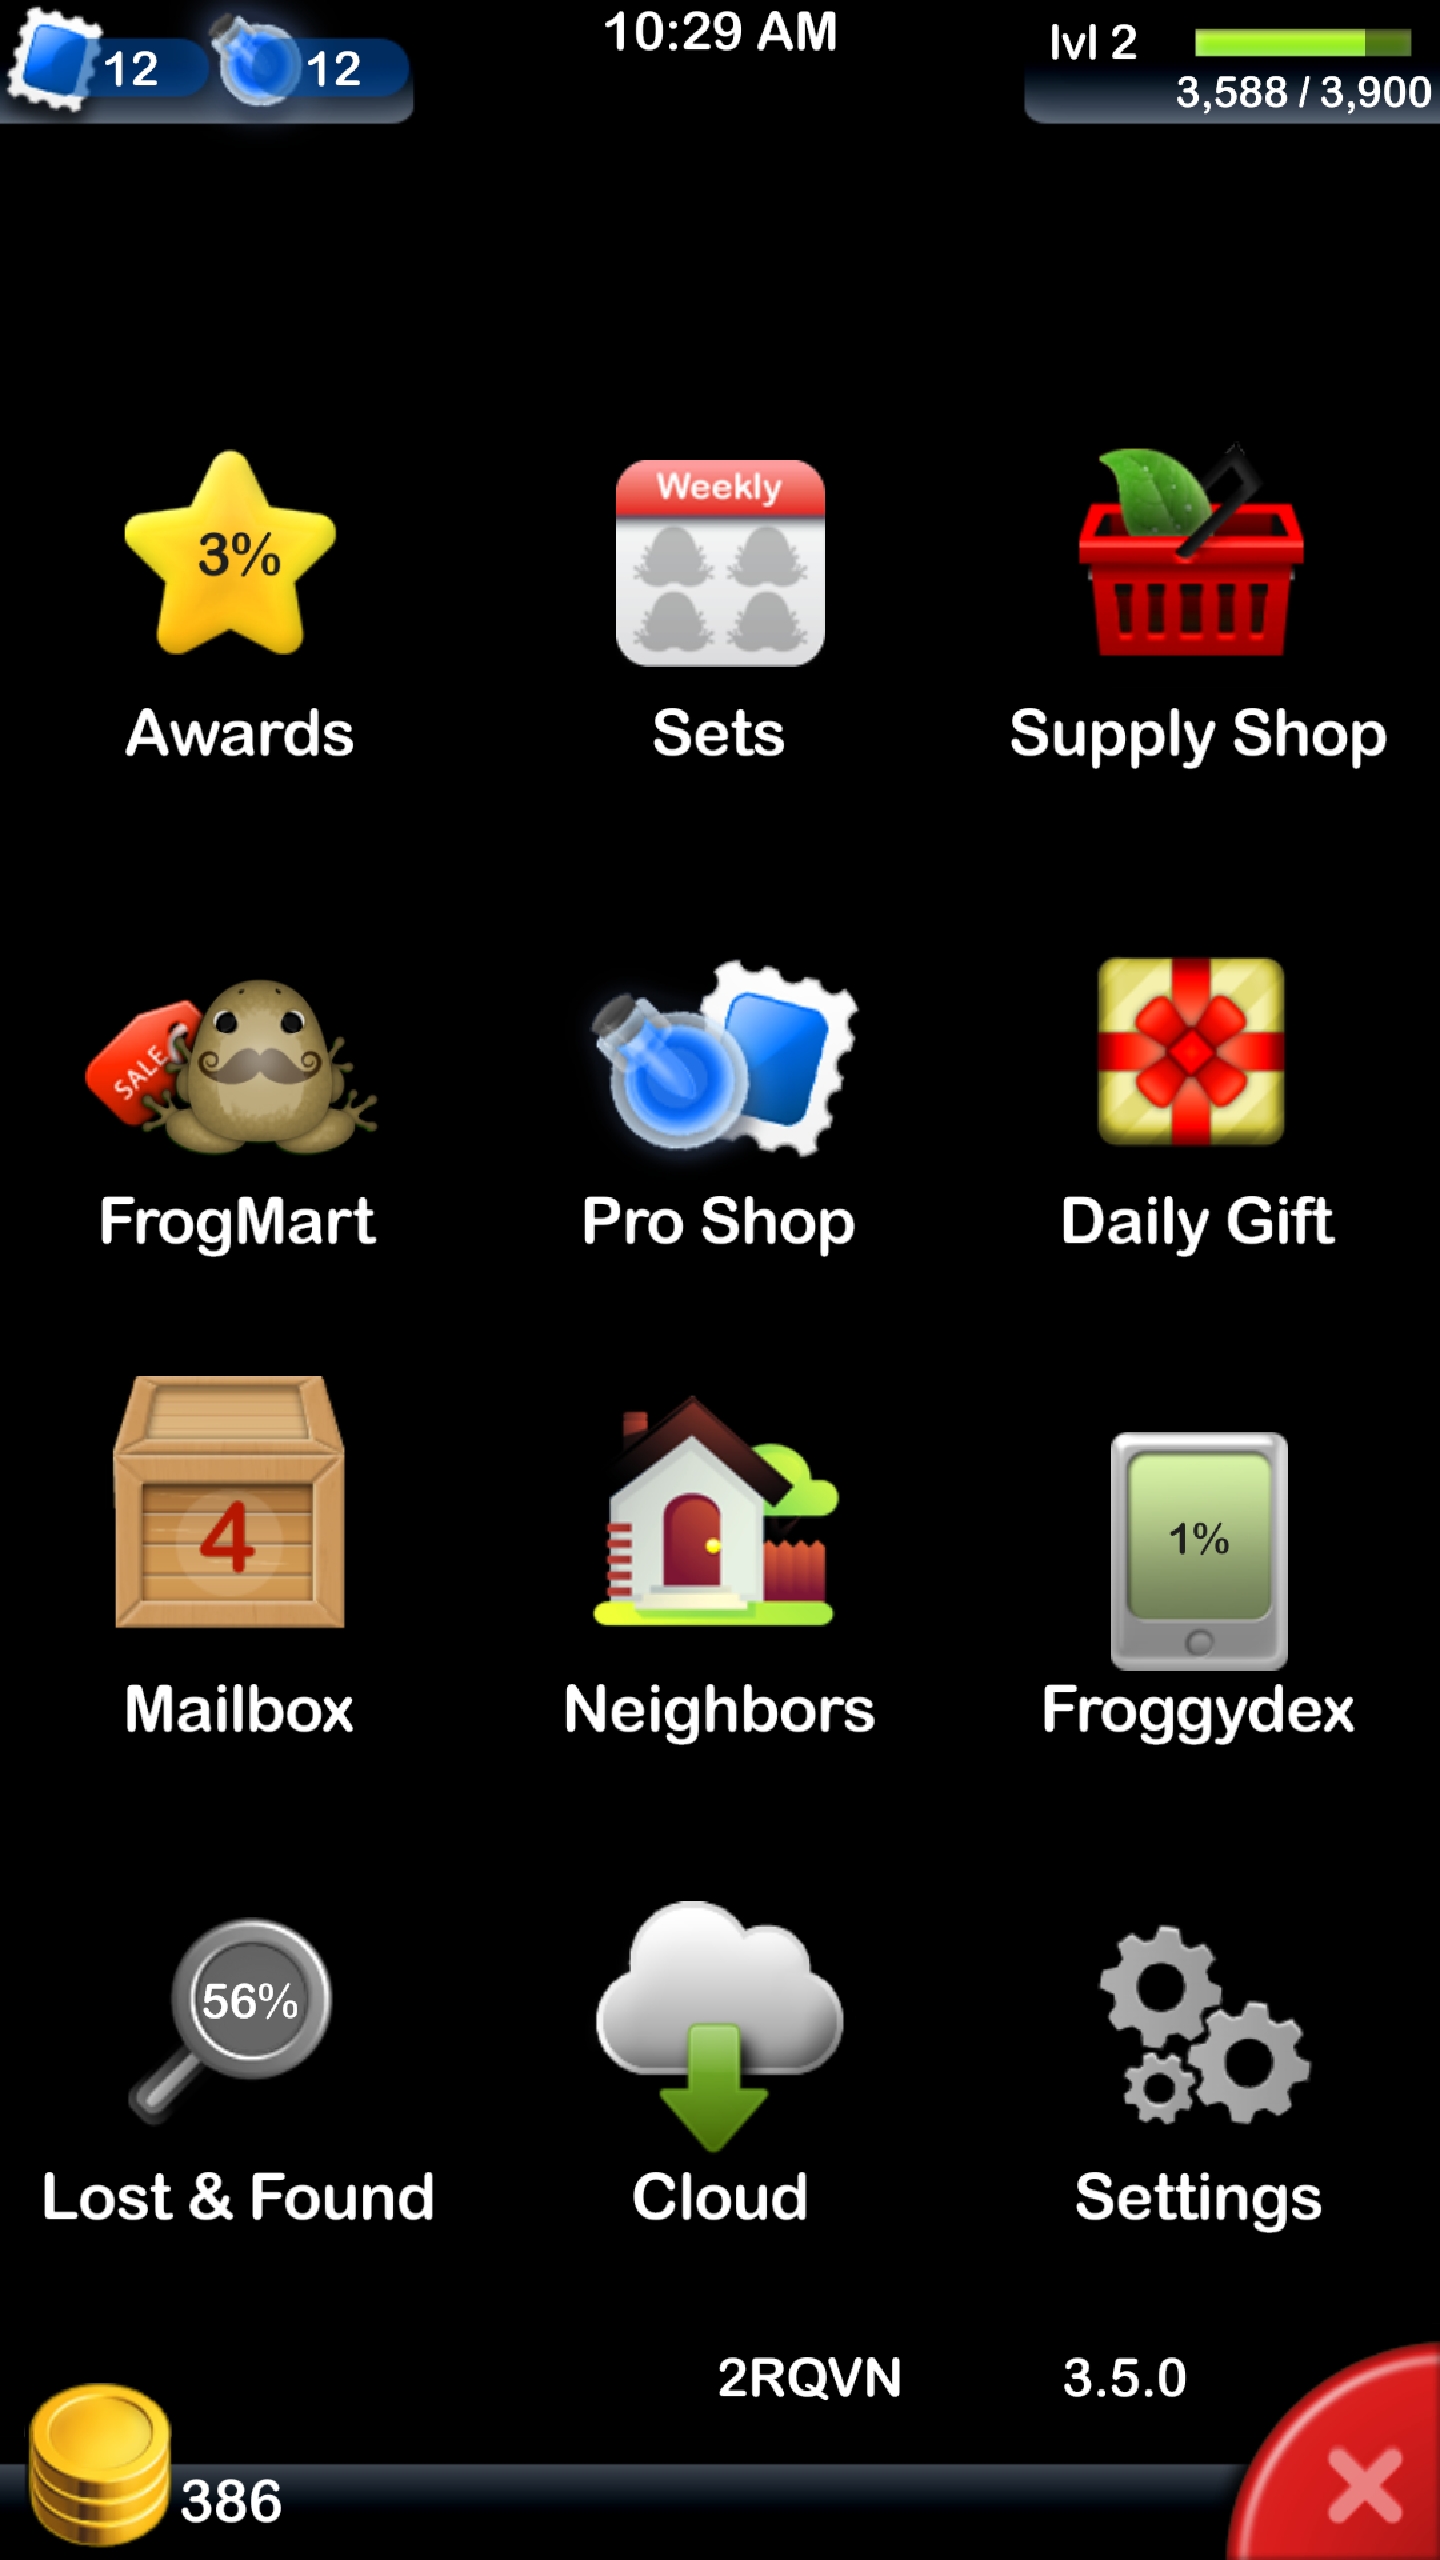 12
12
10:29 AM
lvl 2
3,588 / 3,900
3%
Weekly
Awards
Sets
Supply Shop
SALE
FrogMart
Pro Shop
Daily Gift
4
1%
Mailbox
Neighbors
Froggydex
56%
Lost & Found
Cloud
Settings
2RQVN
3.5.0
386